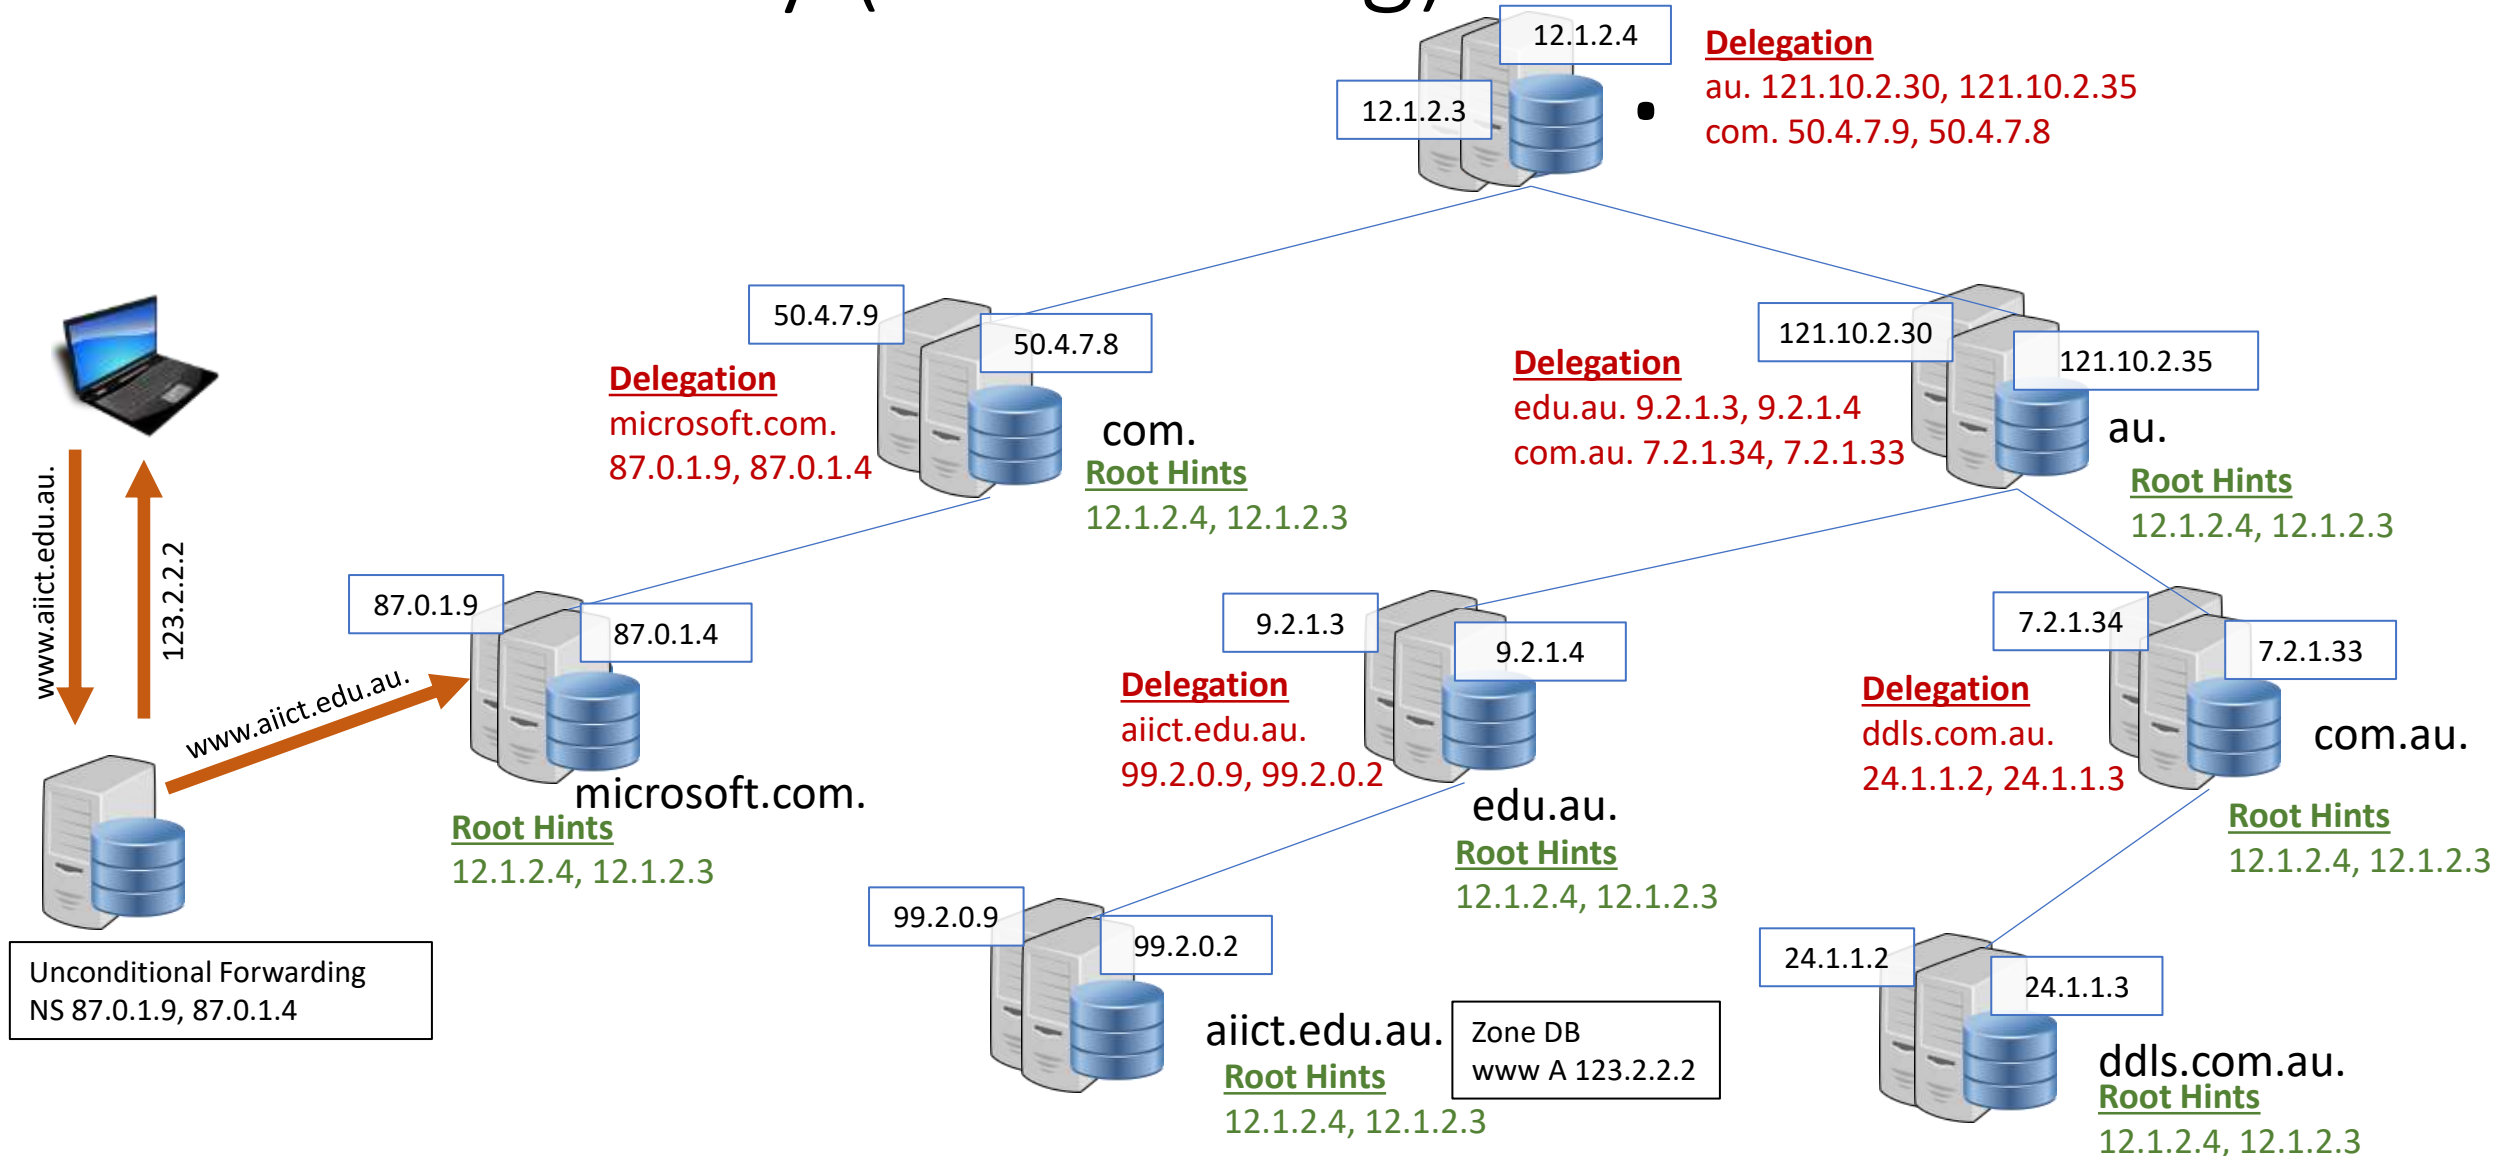 12.1.2.4
12.1.2.3
.
Delegation
au. 121.10.2.30, 121.10.2.35
com. 50.4.7.9, 50.4.7.8
50.4.7.9
50.4.7.8
Delegation
microsoft.com.
87.0.1.9, 87.0.1.4
com.
Root Hints
12.1.2.4, 12.1.2.3
121.10.2.30
121.10.2.35
Delegation
edu.au. 9.2.1.3, 9.2.1.4
com.au. 7.2.1.34, 7.2.1.33
au.
Root Hints
12.1.2.4, 12.1.2.3
www.aiict.edu.au.
123.2.2.2
www.aiict.edu.au.
87.0.1.9
87.0.1.4
microsoft.com.
Root Hints
12.1.2.4, 12.1.2.3
9.2.1.3
9.2.1.4
Delegation
aiict.edu.au.
99.2.0.9, 99.2.0.2
edu.au.
Root Hints
12.1.2.4, 12.1.2.3
7.2.1.34
7.2.1.33
Delegation
ddls.com.au.
24.1.1.2, 24.1.1.3
com.au.
Root Hints
12.1.2.4, 12.1.2.3
Unconditional Forwarding
NS 87.0.1.9, 87.0.1.4
99.2.0.9
99.2.0.2
aiict.edu.au.
Root Hints
12.1.2.4, 12.1.2.3
Zone DB
www A 123.2.2.2
24.1.1.2
24.1.1.3
ddls.com.au.
Root Hints
12.1.2.4, 12.1.2.3